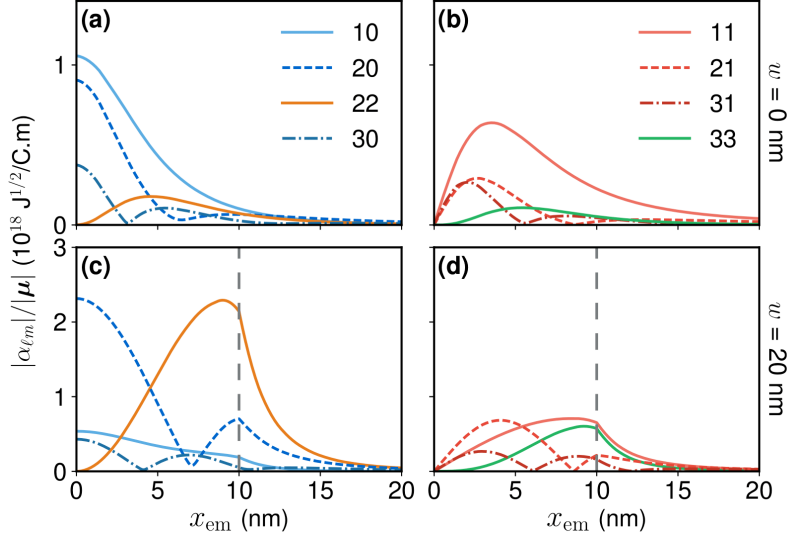 (a)
10
20
22
30
1
0
(b)
11
21
31
33
w = 0 nm
|αℓm|/|μ| (10^18 J^1/2/C.m)
(c)
3
2
1
0
0
5
10
15
20
x_em (nm)
(d)
0
5
10
15
20
x_em (nm)
w = 20 nm